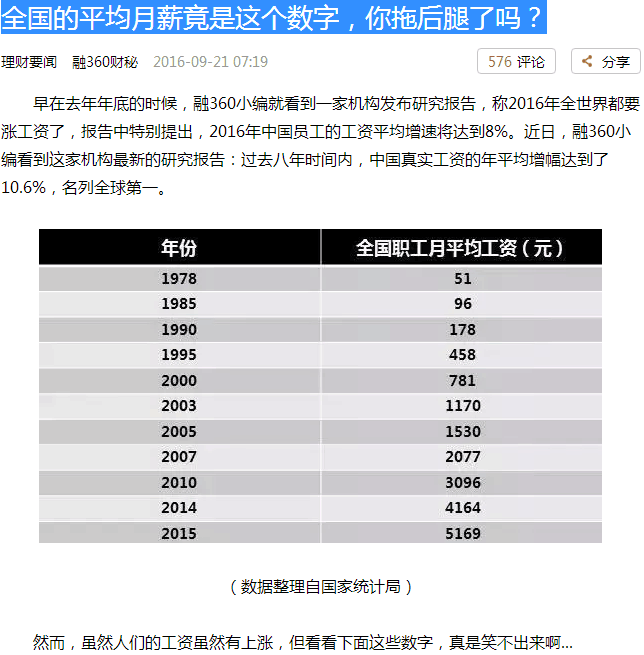 全国的平均月薪竟是这个数字，你拖后腿了吗？
理财要闻 融360财秘 2016-09-21 07:19 576 评论 分享
早在去年年底的时候，融360小编就看到一家机构发布研究报告，称2016年全世界都要
涨工资了，报告中特别提出，2016年中国员工的工资平均增速将达到8%。近日，融360小
编看到这家机构最新的研究报告：过去八年时间内，中国真实工资的年平均增幅达到了
10.6%，名列全球第一。
年份 全国职工月平均工资（元）
1978 51
1985 96
1990 178
1995 458
2000 781
2003 1170
2005 1530
2007 2077
2010 3096
2014 4164
2015 5169
（数据整理自国家统计局）
然而，虽然人们的工资虽然有上涨，但看看下面这些数字，真是笑不出来啊...